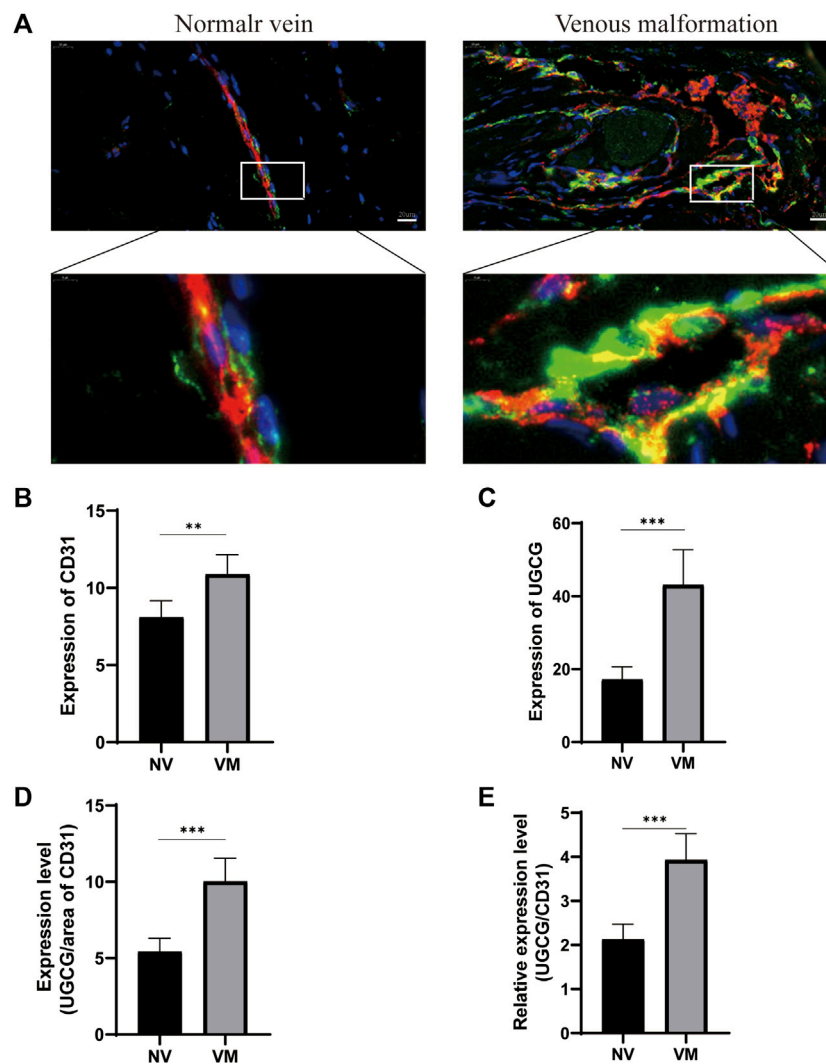 A
Normalr vein
Venous malformation
20um
20um
B
Expression of CD31
15
10
5
0
**
NV
VM
C
Expression of UGCG
60
40
20
0
***
NV
VM
D
Expression level
(UGCG/area of CD31)
15
10
5
0
***
NV
VM
E
Relative expression level
(UGCG/CD31)
5
4
3
2
1
0
***
NV
VM